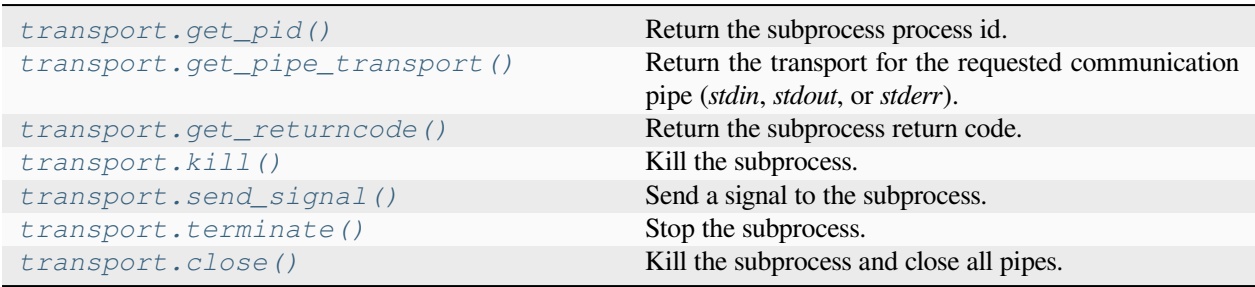 transport.get_pid() Return the subprocess process id.
transport.get_pipe_transport() Return the transport for the requested communication
pipe (stdin, stdout, or stderr).
transport.get_returncode() Return the subprocess return code.
transport.kill() Kill the subprocess.
transport.send_signal() Send a signal to the subprocess.
transport.terminate() Stop the subprocess.
transport.close() Kill the subprocess and close all pipes.